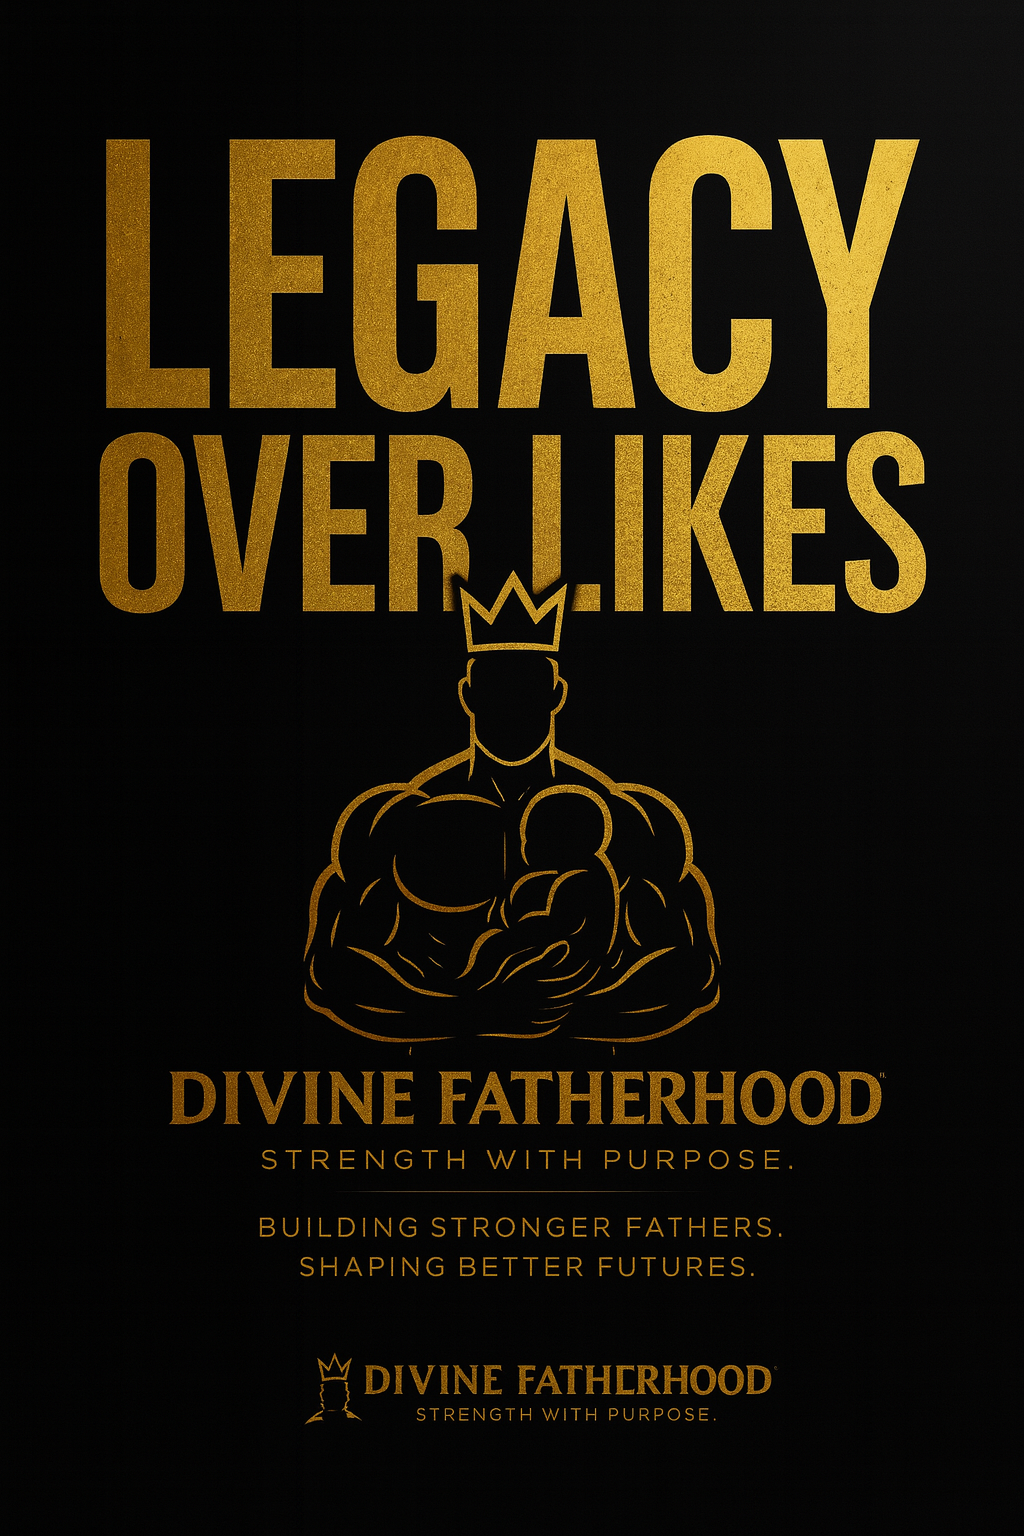 LEGACY
OVER LIKES
DIVINE FATHERHOOD
STRENGTH WITH PURPOSE.
BUILDING STRONGER FATHERS.
SHAPING BETTER FUTURES.
DIVINE FATHERHOOD
STRENGTH WITH PURPOSE.